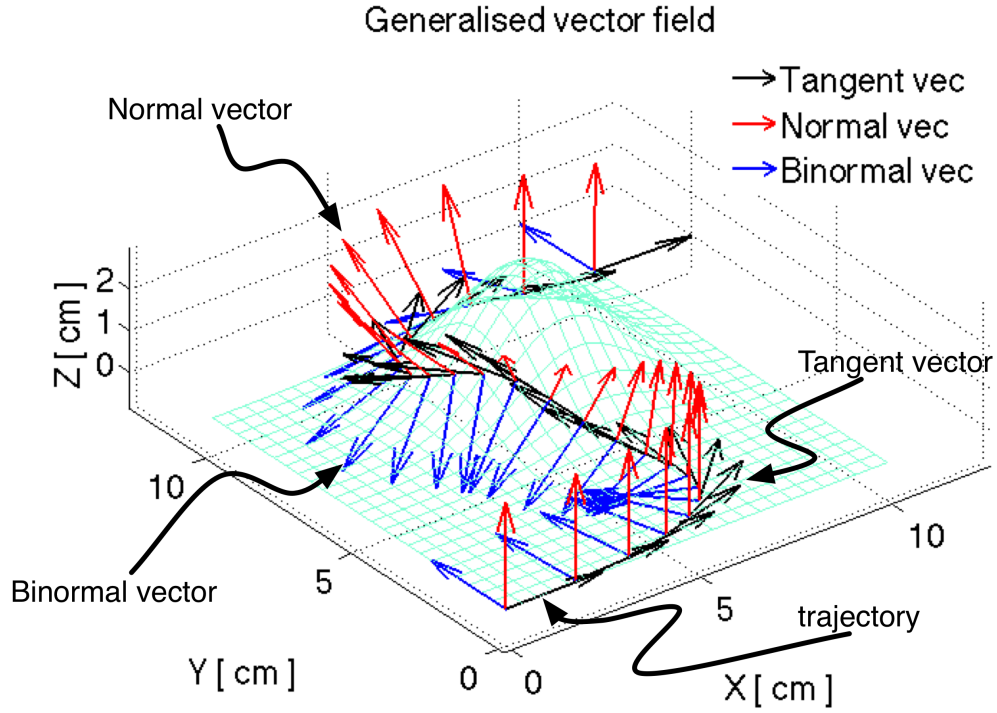 Generalised vector field
Tangent vec
Normal vec
Binormal vec
Normal vector
Tangent vector
Binormal vector
trajectory
Z [ cm ]
2
1
0
10
5
0
Y [ cm ]
0
5
10
X [ cm ]